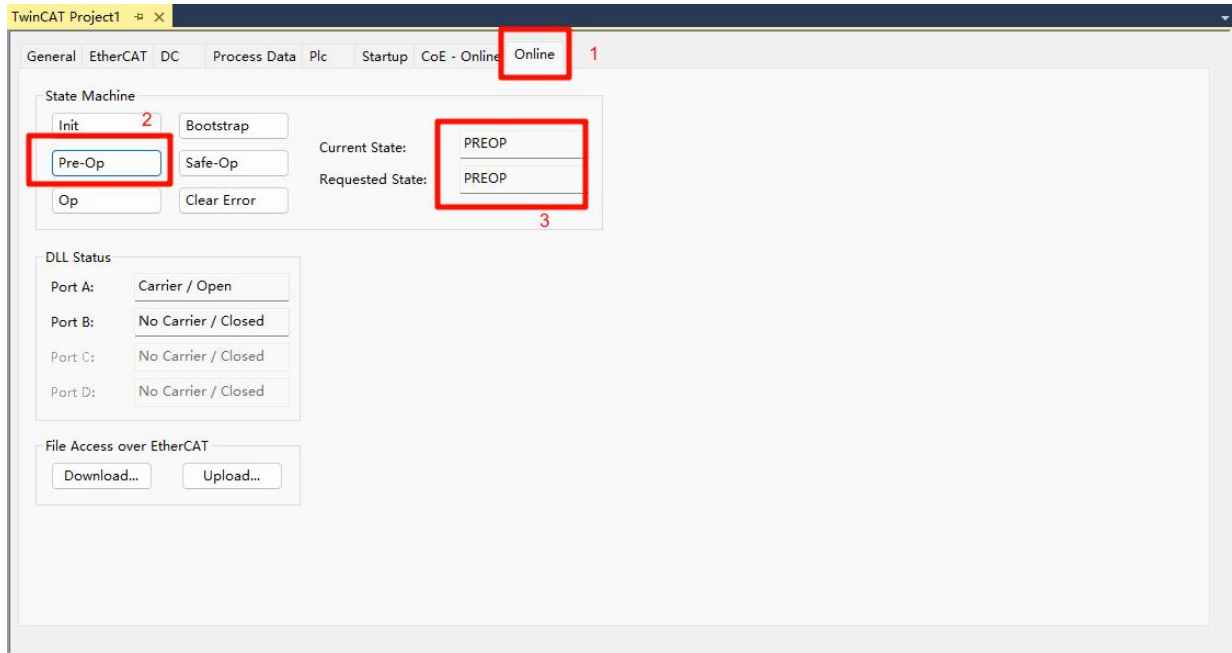 TwinCAT Project1
General EtherCAT DC Process Data Plc Startup CoE - Online Online 1
State Machine
Init 2 Bootstrap
Current State: PREOP
Pre-Op Safe-Op
Requested State: PREOP
Op Clear Error
3
DLL Status
Port A: Carrier / Open
Port B: No Carrier / Closed
Port C: No Carrier / Closed
Port D: No Carrier / Closed
File Access over EtherCAT
Download... Upload...